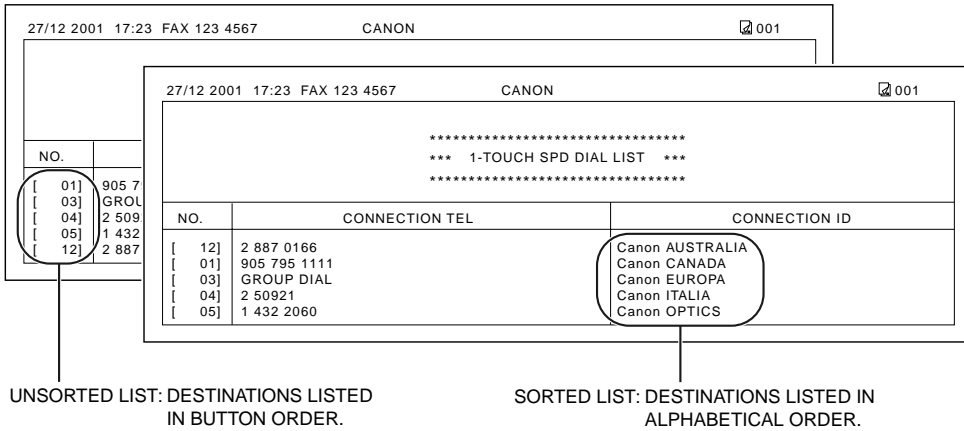 27/12 2001 17:23 FAX 123 4567 CANON 001
NO.
[ 01] 905 7
[ 03] GROU
[ 04] 2 509
[ 05] 1 432
[ 12] 2 887
27/12 2001 17:23 FAX 123 4567 CANON 001
*********************************
*** 1-TOUCH SPD DIAL LIST ***
*********************************
NO. CONNECTION TEL CONNECTION ID
[ 12] 2 887 0166 Canon AUSTRALIA
[ 01] 905 795 1111 Canon CANADA
[ 03] GROUP DIAL Canon EUROPA
[ 04] 2 50921 Canon ITALIA
[ 05] 1 432 2060 Canon OPTICS
UNSORTED LIST: DESTINATIONS LISTED
IN BUTTON ORDER.
SORTED LIST: DESTINATIONS LISTED IN
ALPHABETICAL ORDER.